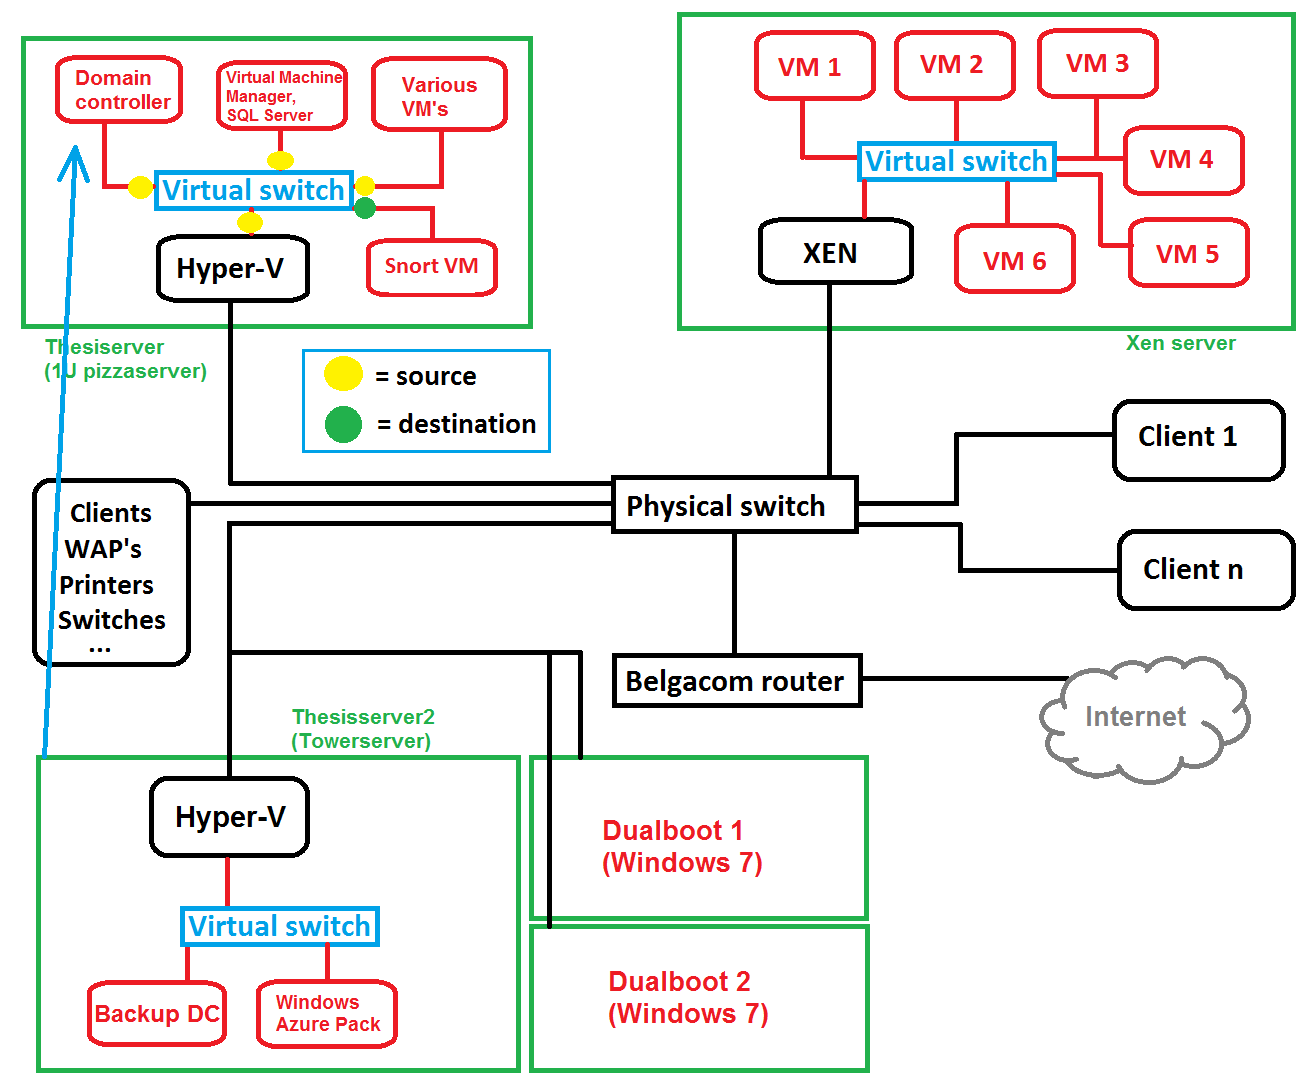 Domain
controller
Virtual Machine
Manager,
SQL Server
Various
VM's
Virtual switch
Hyper-V
Snort VM
Thesiserver
(1U pizzaserver)
VM 1
VM 2
VM 3
VM 4
Virtual switch
XEN
VM 6
VM 5
Xen server
= source
= destination
Clients
WAP's
Printers
Switches
...
Physical switch
Client 1
Client n
Belgacom router
Internet
Thesisserver2
(Towerserver)
Hyper-V
Virtual switch
Backup DC
Windows
Azure Pack
Dualboot 1
(Windows 7)
Dualboot 2
(Windows 7)